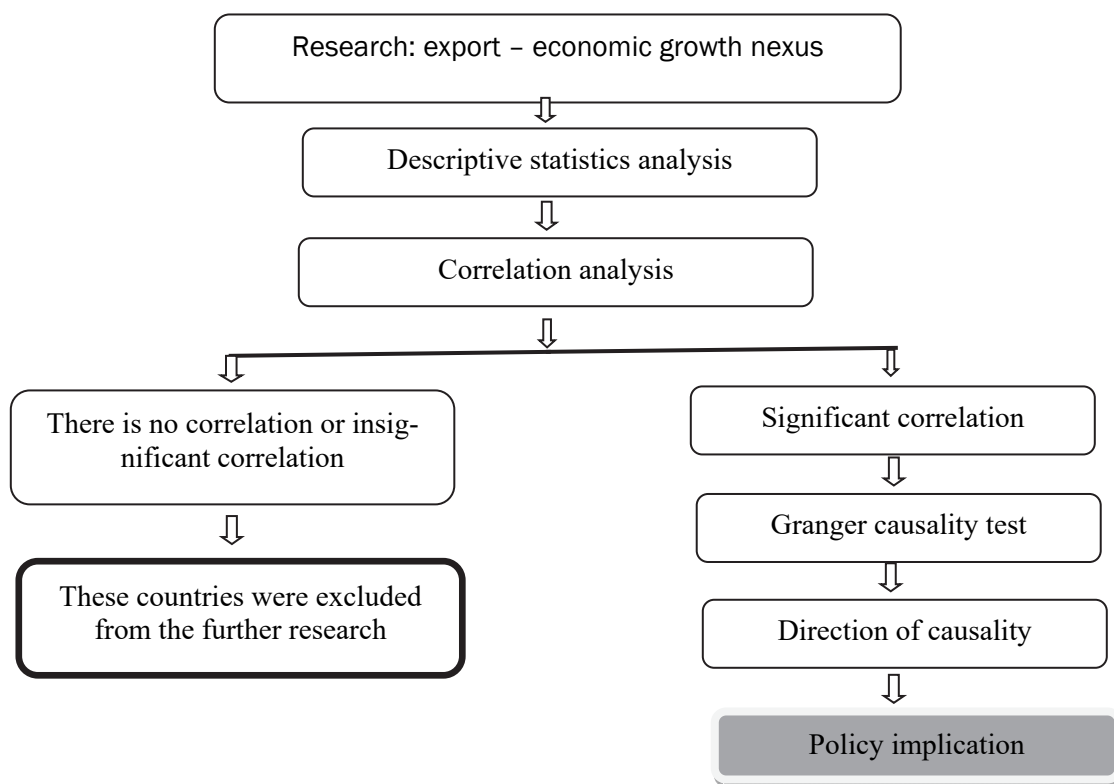 Research: export – economic growth nexus
Descriptive statistics analysis
Correlation analysis
There is no correlation or insig-
nificant correlation
These countries were excluded
from the further research
Significant correlation
Granger causality test
Direction of causality
Policy implication